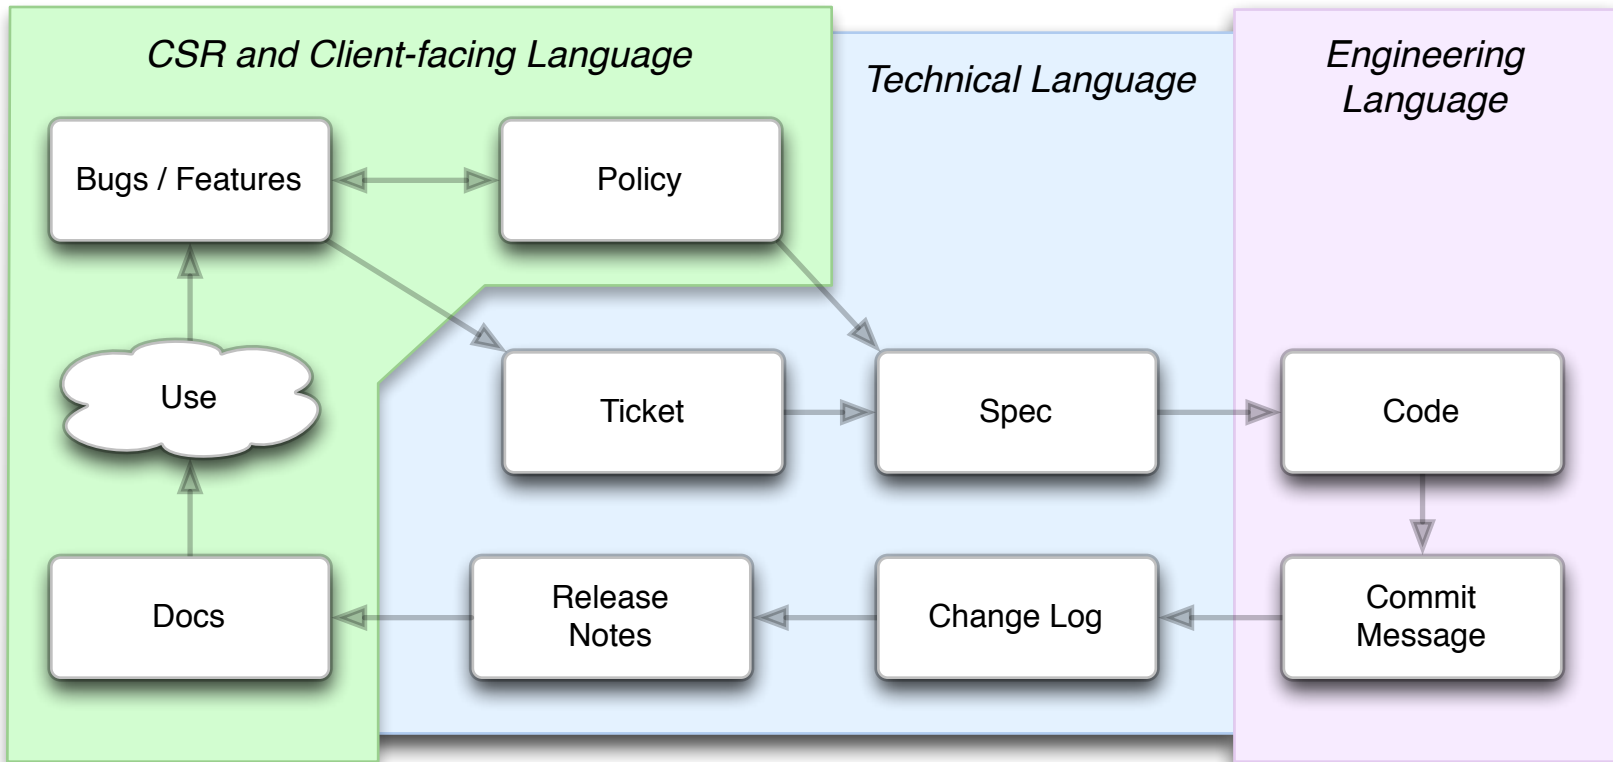 CSR and Client-facing Language
Technical Language
Engineering
Language
Bugs / Features
Policy
Use
Ticket
Spec
Code
Docs
Release
Notes
Change Log
Commit
Message